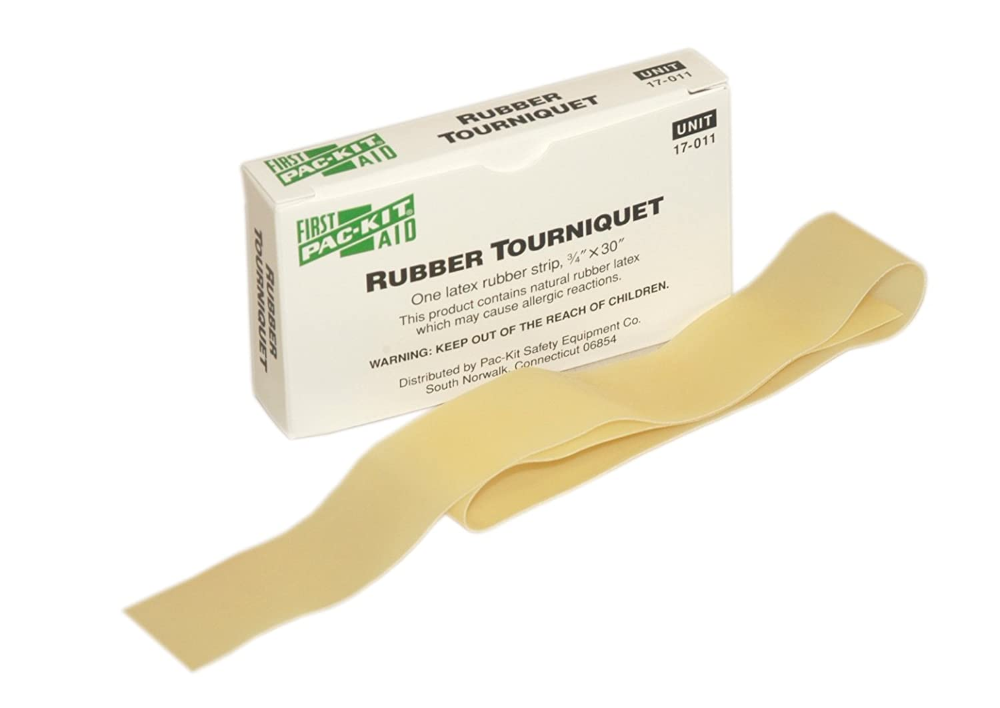 UNIT
17-011
RUBBER
TOURNIQUET
FIRST
PAC-KIT®
AID
UNIT
17-011
FIRST
PAC-KIT®
AID
RUBBER TOURNIQUET
One latex rubber strip, ¾" × 30"
This product contains natural rubber latex
which may cause allergic reactions.
WARNING: KEEP OUT OF THE REACH OF CHILDREN.
Distributed by Pac-Kit Safety Equipment Co.
South Norwalk, Connecticut 06854
RUBBER
TOURNIQUET